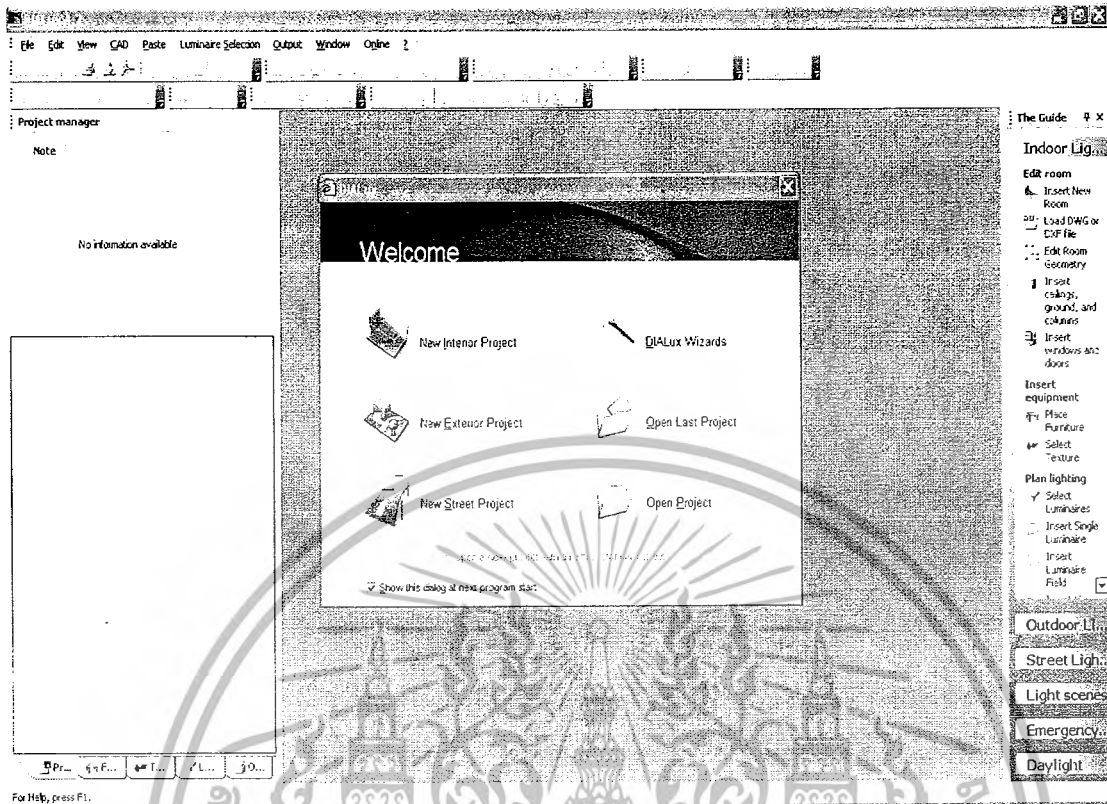 File Edit View CAD Paste Luminaire Selection Output Window Online ?
Project manager
Note
No information available
Welcome
New Interior Project
DIALux Wizards
New Exterior Project
Open Last Project
New Street Project
Open Project
Show this dialog at next program start
The Guide
Indoor Lig...
Edit room
Insert New
Room
Load DWG or
DXF file
Edit Room
Geometry
Insert
ceilings,
ground, and
columns
Insert
windows and
doors
Insert
equipment
Place
Furniture
Select
Texture
Plan lighting
Select
Luminaires
Insert Single
Luminaire
Insert
Luminaire
Field
Outdoor Li...
Street Ligh...
Light scenes
Emergency...
Daylight
Pr... F... T... L... O...
For Help, press F1.